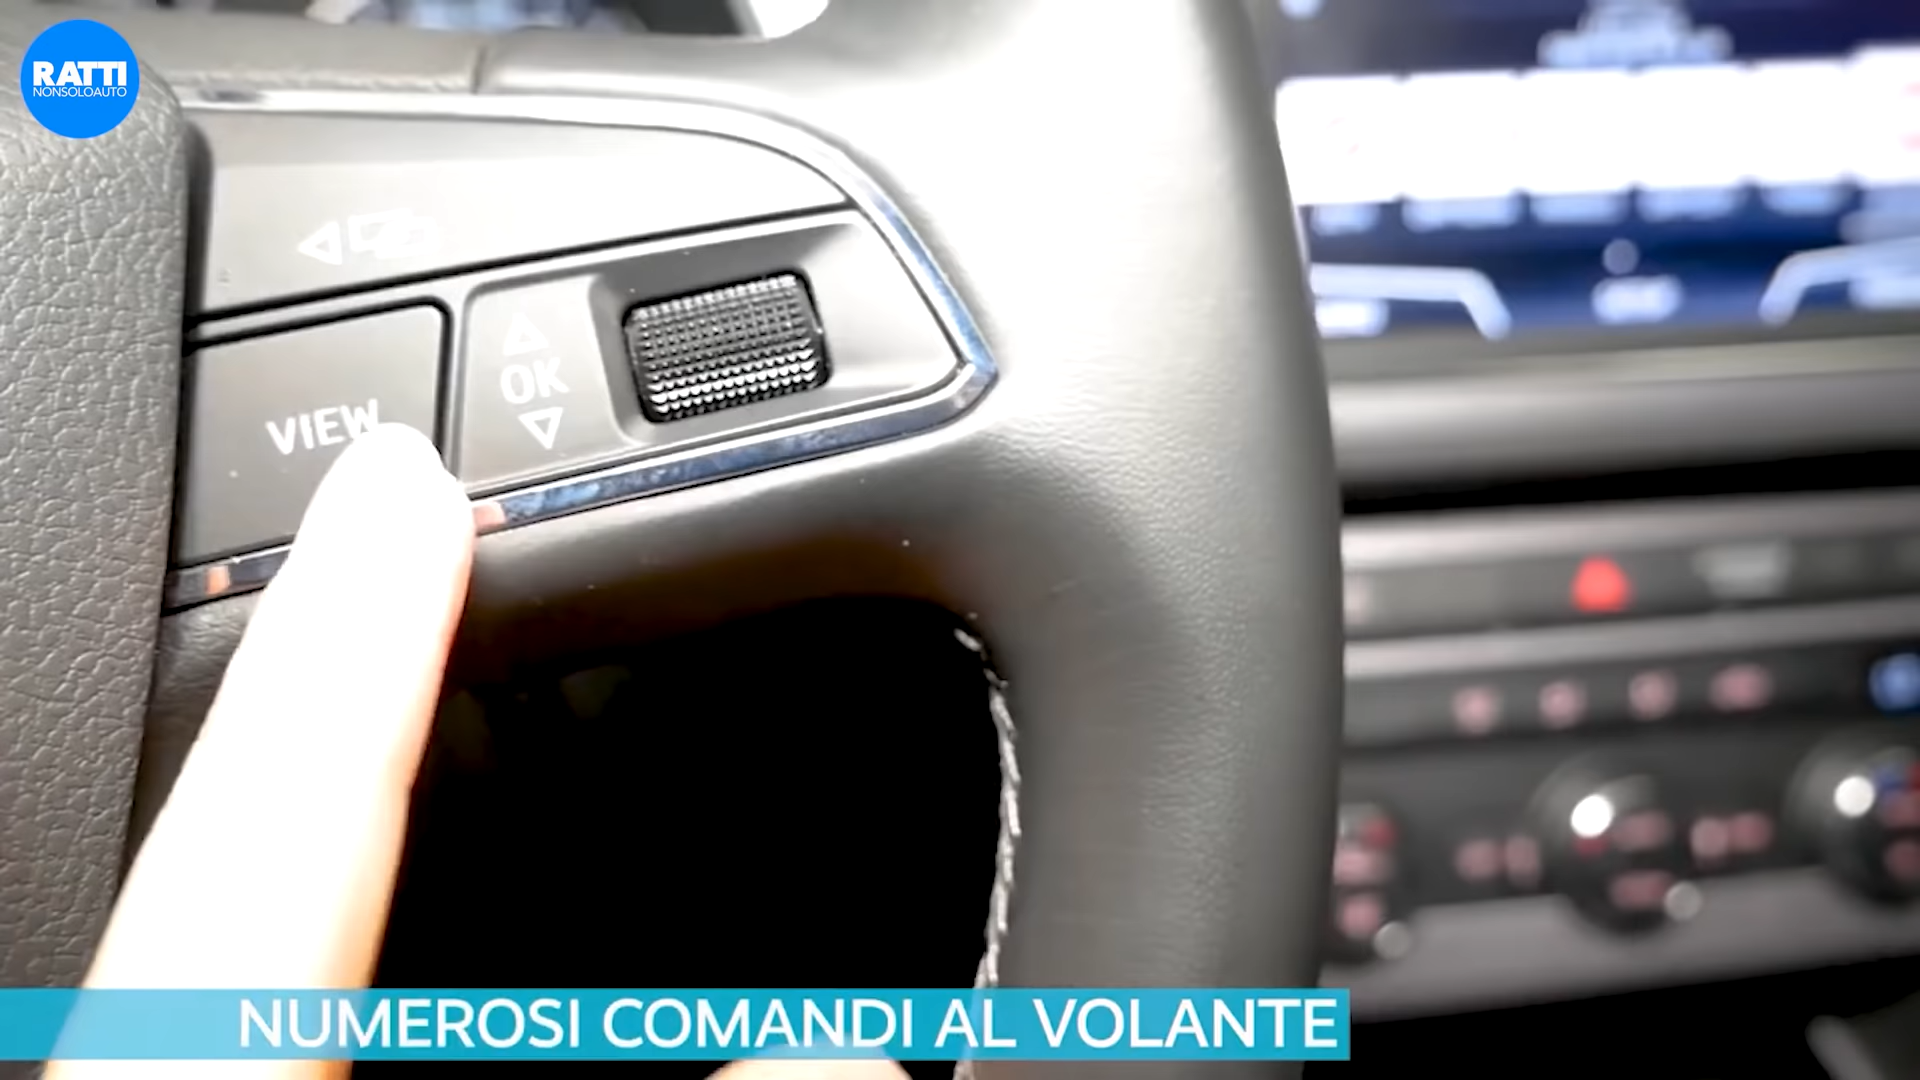 RATTI
NONSOLOAUTO
OK
VIEW
NUMEROSI COMANDI AL VOLANTE